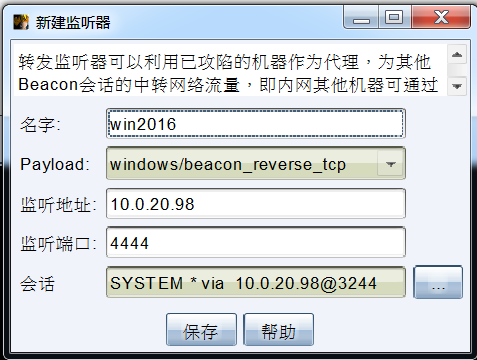 新建监听器
转发监听器可以利用已攻陷的机器作为代理，为其他
Beacon会话的中转网络流量，即内网其他机器可通过
名字: win2016
Payload: windows/beacon_reverse_tcp
监听地址: 10.0.20.98
监听端口: 4444
会话 SYSTEM * via 10.0.20.98@3244 ...
保存 帮助